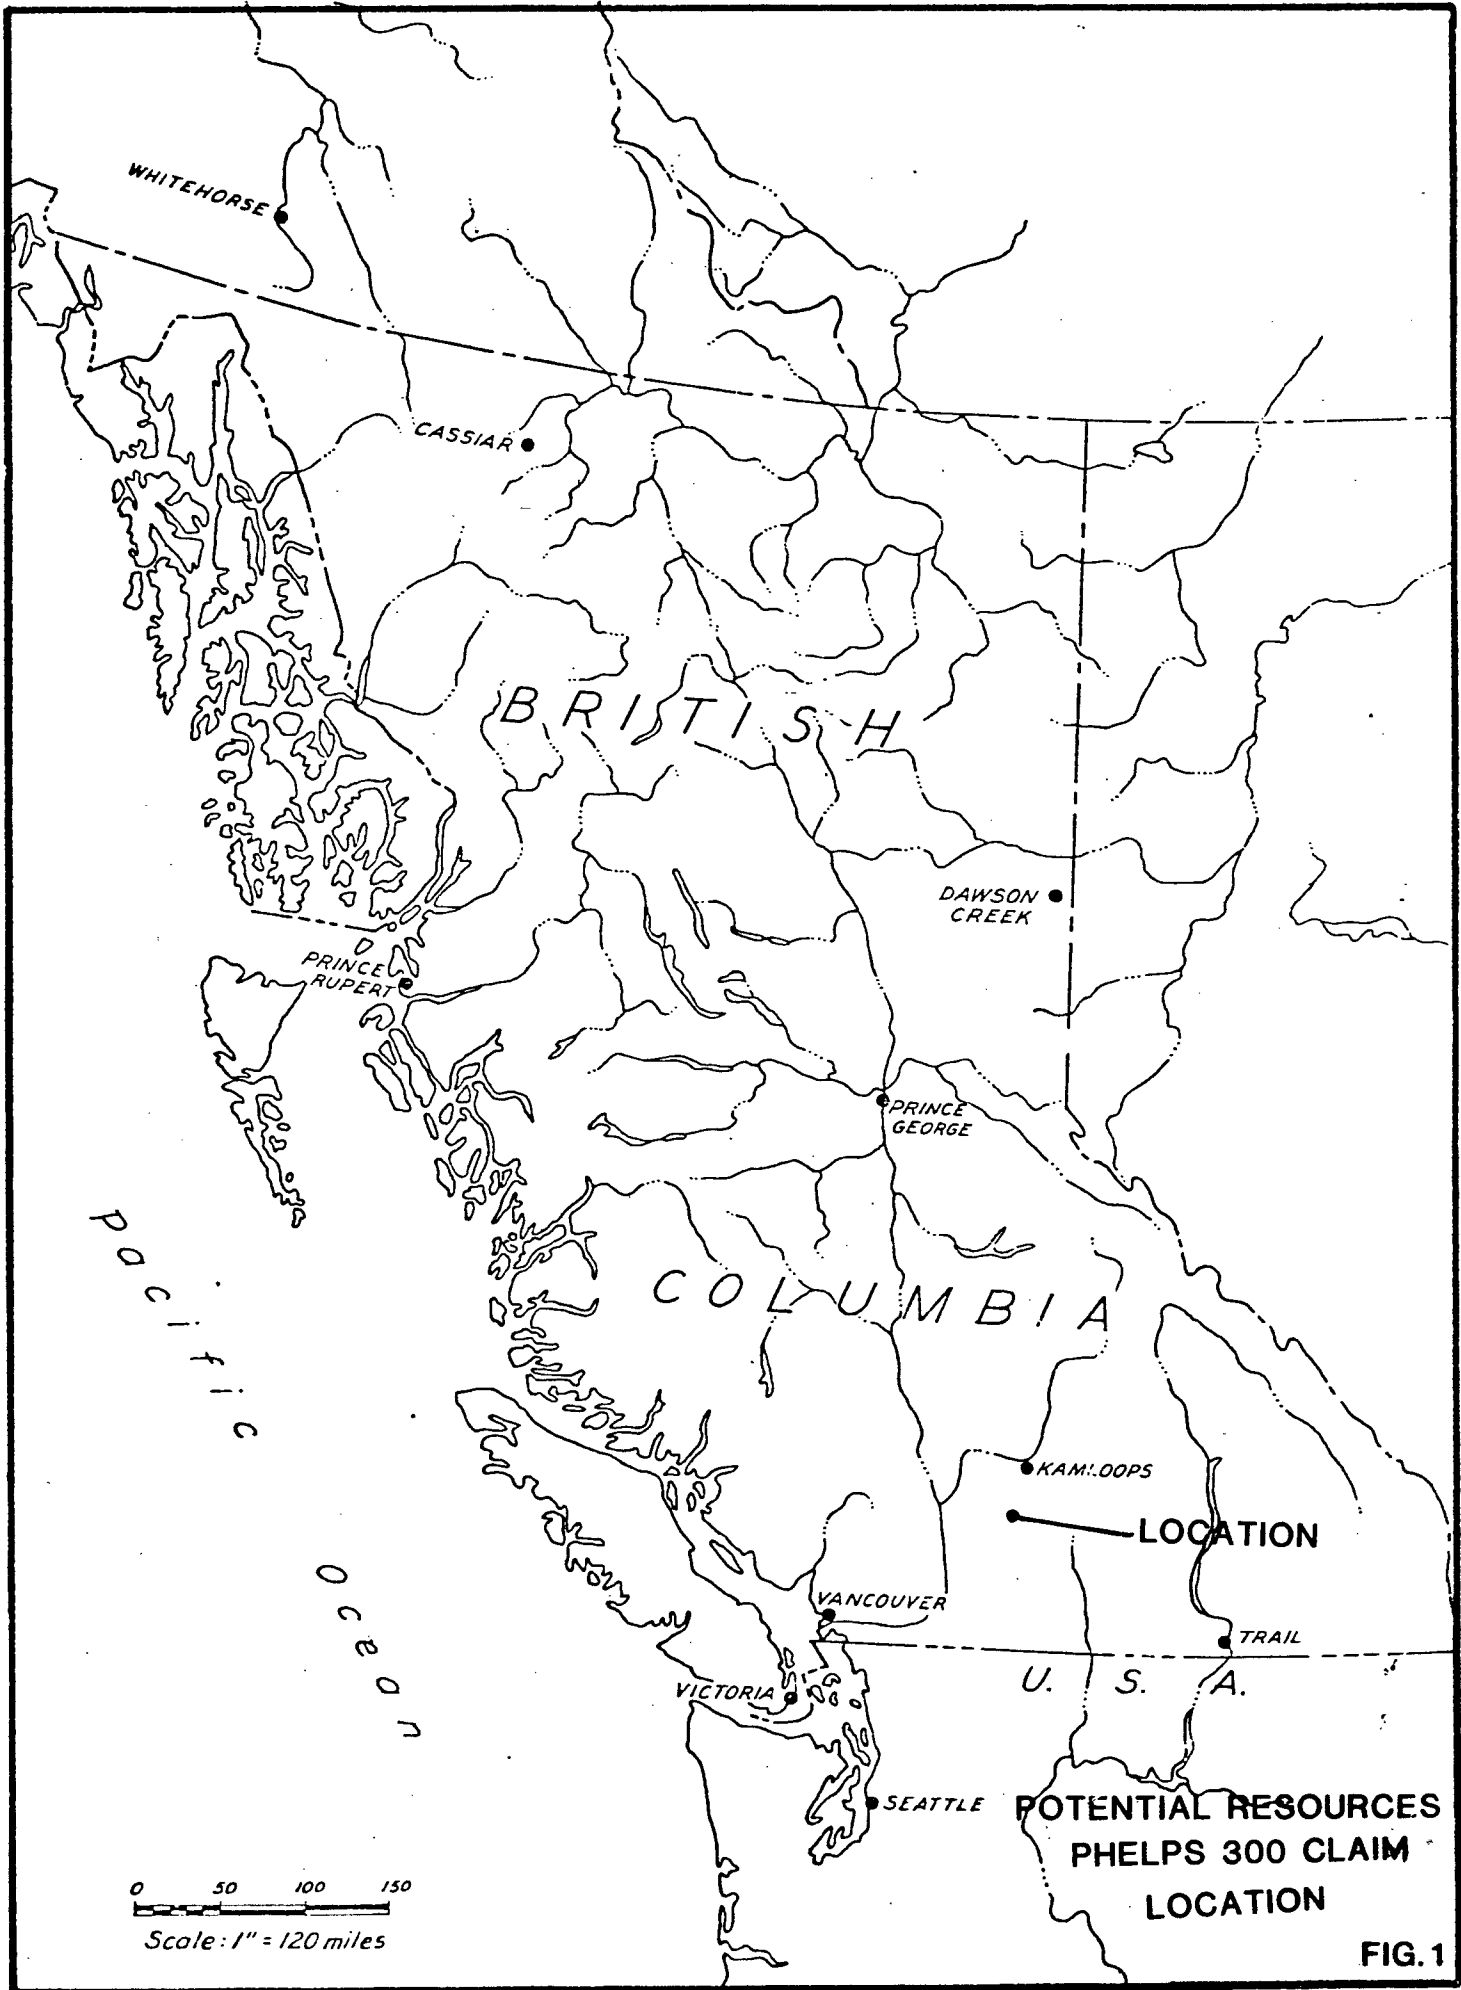 WHITEHORSE
CASSIAR
BRITISH
DAWSON
CREEK
PRINCE
RUPERT
PRINCE
GEORGE
COLUMBIA
Pacific
Ocean
KAMLOOPS
LOCATION
VANCOUVER
TRAIL
U. S. A.
VICTORIA
SEATTLE
POTENTIAL RESOURCES
PHELPS 300 CLAIM
LOCATION
0 50 100 150
Scale: 1" = 120 miles
FIG. 1